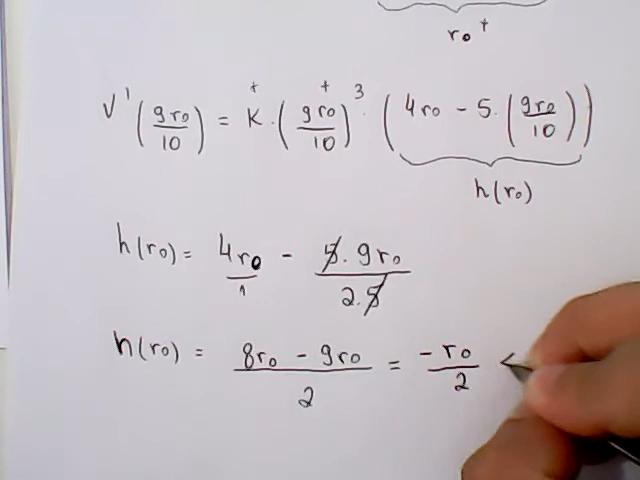 r₀ ⁺
V'(9r₀/10) = K⁺ · (9r₀⁺/10)³ · (4r₀ - 5 · (9r₀/10))
h(r₀)
h(r₀) = 4r₀/1 - 5 · 9r₀/2 · 5
h(r₀) = 8r₀ - 9r₀/2 = -r₀/2 <